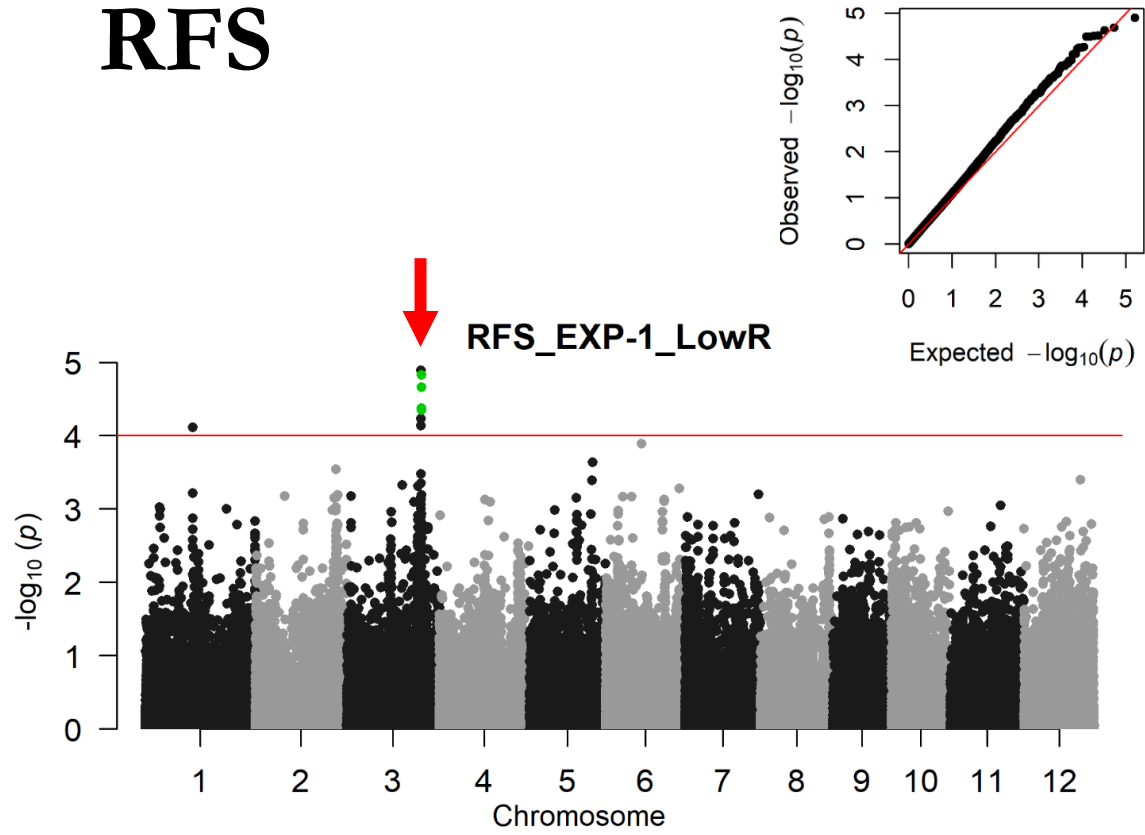 RFS
5
4
3
2
1
0
Observed −log10(p)
0 1 2 3 4 5
Expected −log10(p)
RFS_EXP-1_LowR
5
4
3
2
1
0
-log10 (p)
1 2 3 4 5 6 7 8 9 10 11 12
Chromosome